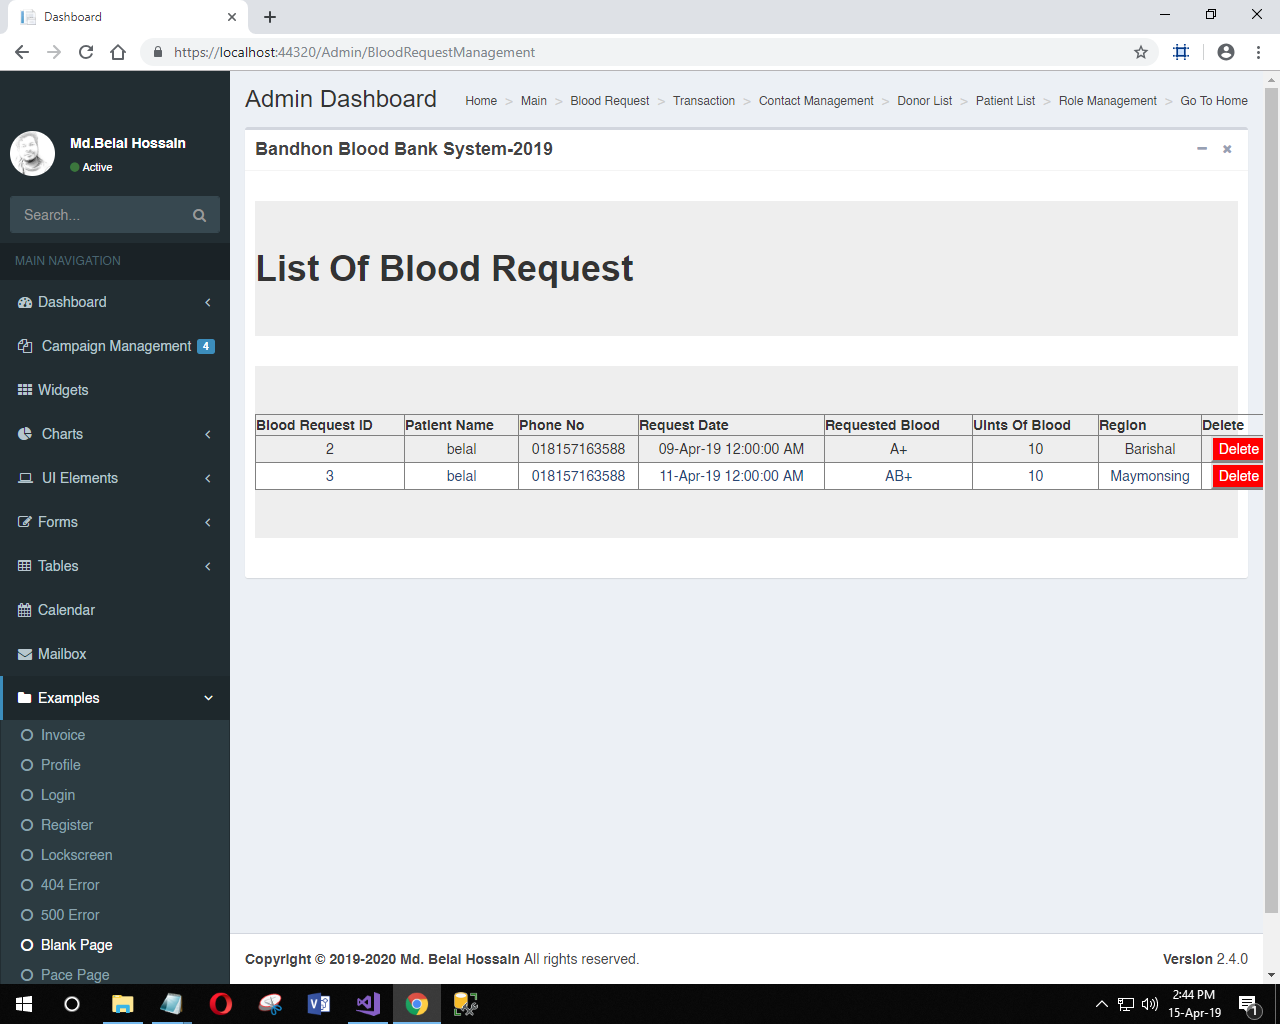 Dashboard
https://localhost:44320/Admin/BloodRequestManagement
Md.Belal Hossain
Active
Search...
MAIN NAVIGATION
Dashboard
Campaign Management 4
Widgets
Charts
UI Elements
Forms
Tables
Calendar
Mailbox
Examples
Invoice
Profile
Login
Register
Lockscreen
404 Error
500 Error
Blank Page
Pace Page
Admin Dashboard
Home > Main > Blood Request > Transaction > Contact Management > Donor List > Patient List > Role Management > Go To Home
Bandhon Blood Bank System-2019
List Of Blood Request
Blood Request ID Patient Name Phone No Request Date Requested Blood UInts Of Blood Region Delete
2 belal 018157163588 09-Apr-19 12:00:00 AM A+ 10 Barishal Delete
3 belal 018157163588 11-Apr-19 12:00:00 AM AB+ 10 Maymonsing Delete
Copyright © 2019-2020 Md. Belal Hossain All rights reserved.
Version 2.4.0
2:44 PM
15-Apr-19
1